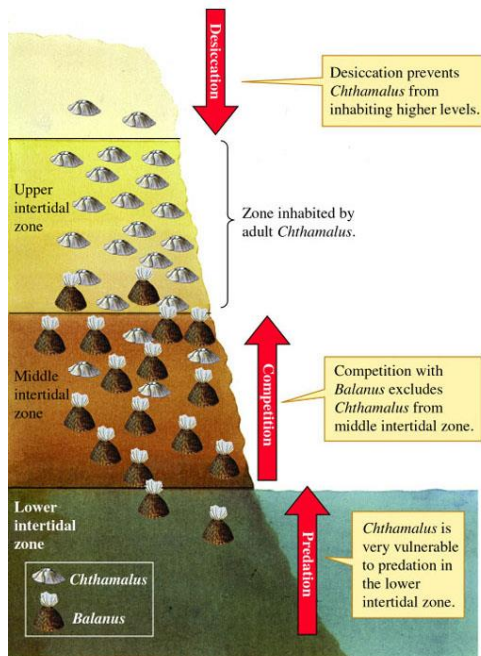 Desiccation
Desiccation prevents
Chthamalus from
inhabiting higher levels.
Upper
intertidal
zone
Zone inhabited by
adult Chthamalus.
Middle
intertidal
zone
Competition
Competition with
Balanus excludes
Chthamalus from
middle intertidal zone.
Lower
intertidal
zone
Predation
Chthamalus is
very vulnerable
to predation in
the lower
intertidal zone.
Chthamalus
Balanus